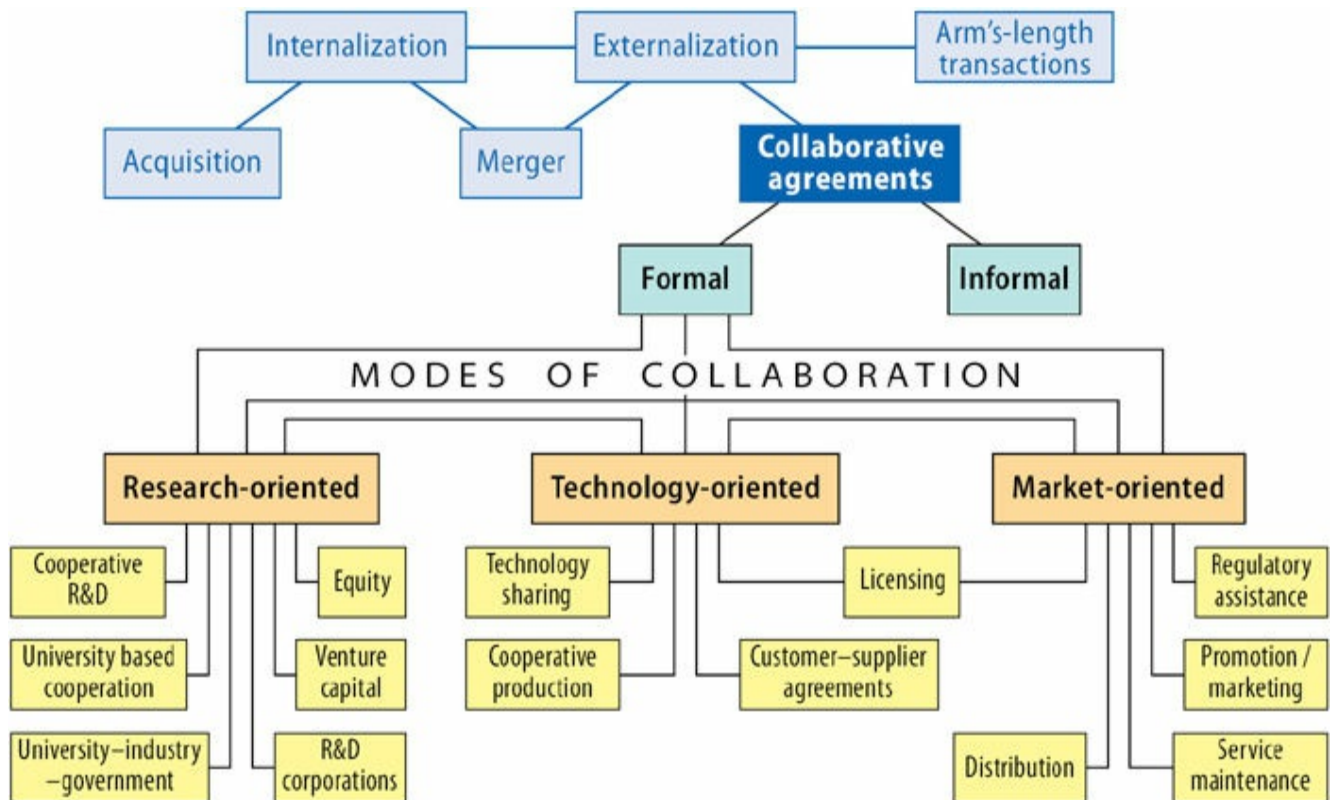 Internalization
Externalization
Arm's-length
transactions
Acquisition
Merger
Collaborative
agreements
Formal
Informal
MODES OF COLLABORATION
Research-oriented
Technology-oriented
Market-oriented
Cooperative
R&D
Equity
Technology
sharing
Licensing
Regulatory
assistance
University based
cooperation
Venture
capital
Cooperative
production
Customer–supplier
agreements
Promotion /
marketing
University–industry
–government
R&D
corporations
Distribution
Service
maintenance